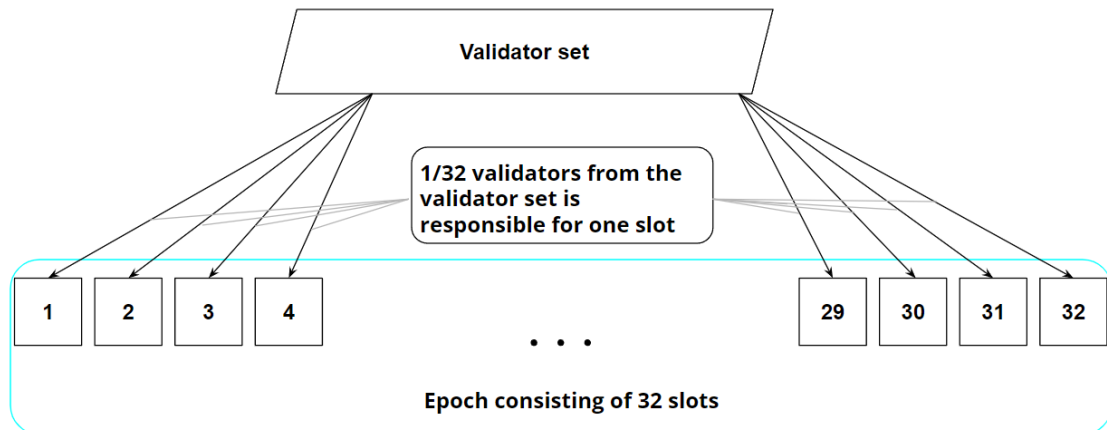 Validator set
1/32 validators from the
validator set is
responsible for one slot
1 2 3 4 . . . 29 30 31 32
Epoch consisting of 32 slots